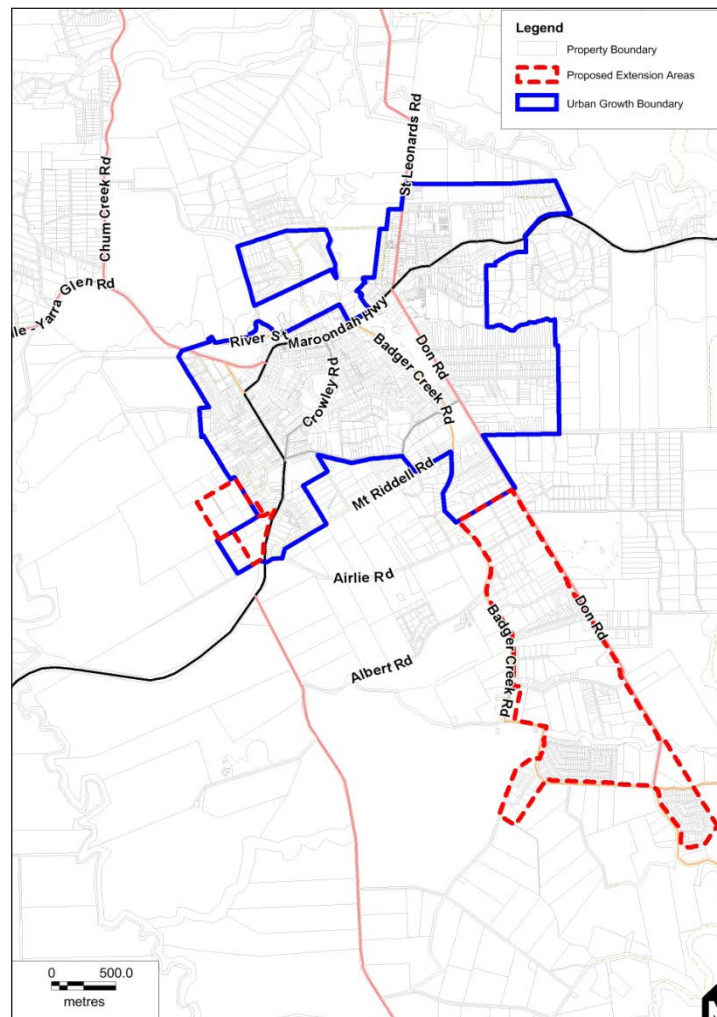 Legend
Property Boundary
Proposed Extension Areas
Urban Growth Boundary
St Leonards Rd
Chum Creek Rd
le - Yarra Glen Rd
River St
Maroondah Hwy
Don Rd
Badger Creek Rd
Crowley Rd
Mt Riddell Rd
Airlie Rd
Don Rd
Badger Creek Rd
Albert Rd
0 500.0
metres